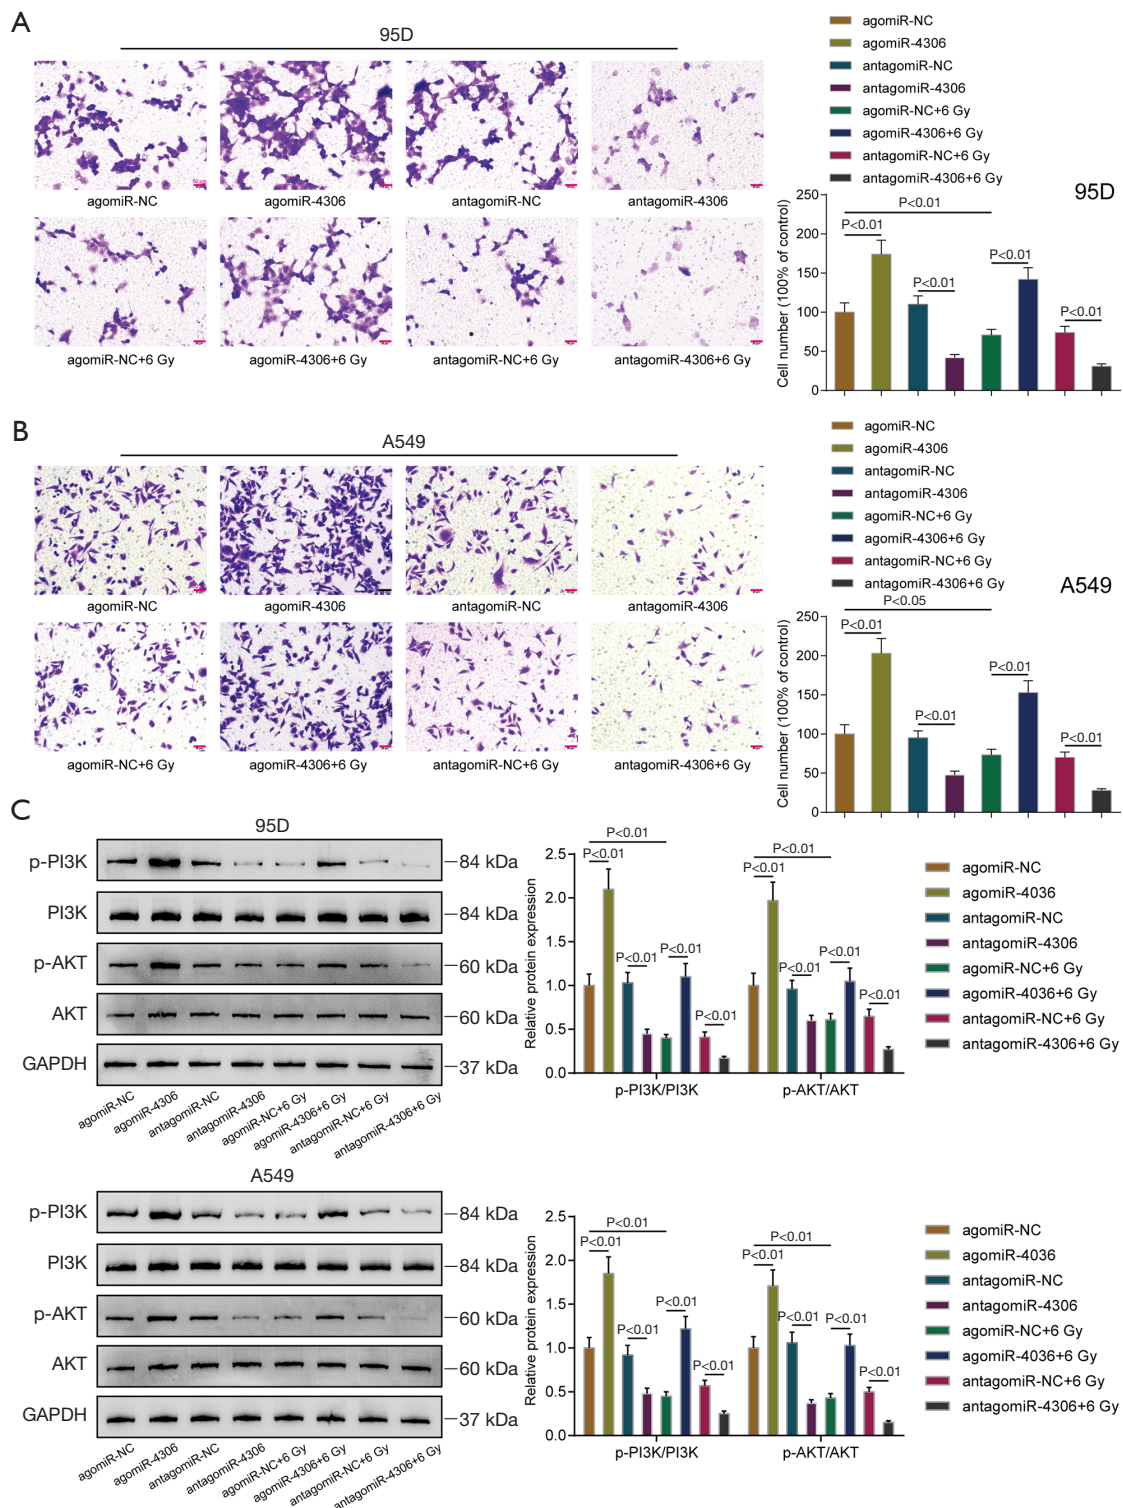 A
95D
agomiR-NC
agomiR-4306
antagomiR-NC
antagomiR-4306
agomiR-NC+6 Gy
agomiR-4306+6 Gy
antagomiR-NC+6 Gy
antagomiR-4306+6 Gy
agomiR-NC
agomiR-4306
antagomiR-NC
antagomiR-4306
agomiR-NC+6 Gy
agomiR-4306+6 Gy
antagomiR-NC+6 Gy
antagomiR-4306+6 Gy
95D
Cell number (100% of control)
250
200
150
100
50
0
P<0.01
P<0.01
P<0.01
P<0.01
P<0.01
B
A549
agomiR-NC
agomiR-4306
antagomiR-NC
antagomiR-4306
agomiR-NC+6 Gy
agomiR-4306+6 Gy
antagomiR-NC+6 Gy
antagomiR-4306+6 Gy
agomiR-NC
agomiR-4306
antagomiR-NC
antagomiR-4306
agomiR-NC+6 Gy
agomiR-4306+6 Gy
antagomiR-NC+6 Gy
antagomiR-4306+6 Gy
A549
Cell number (100% of control)
250
200
150
100
50
0
P<0.05
P<0.01
P<0.01
P<0.01
P<0.01
C
95D
p-PI3K
84 kDa
PI3K
84 kDa
p-AKT
60 kDa
AKT
60 kDa
GAPDH
37 kDa
agomiR-NC
agomiR-4306
antagomiR-NC
antagomiR-4306
agomiR-NC+6 Gy
agomiR-4306+6 Gy
antagomiR-NC+6 Gy
antagomiR-4306+6 Gy
Relative protein expression
2.5
2.0
1.5
1.0
0.5
0.0
P<0.01
P<0.01
P<0.01
P<0.01
P<0.01
P<0.01
P<0.01
P<0.01
P<0.01
P<0.01
p-PI3K/PI3K
p-AKT/AKT
agomiR-NC
agomiR-4036
antagomiR-NC
antagomiR-4306
agomiR-NC+6 Gy
agomiR-4036+6 Gy
antagomiR-NC+6 Gy
antagomiR-4306+6 Gy
A549
p-PI3K
84 kDa
PI3K
84 kDa
p-AKT
60 kDa
AKT
60 kDa
GAPDH
37 kDa
agomiR-NC
agomiR-4306
antagomiR-NC
antagomiR-4306
agomiR-NC+6 Gy
agomiR-4306+6 Gy
antagomiR-NC+6 Gy
antagomiR-4306+6 Gy
Relative protein expression
2.5
2.0
1.5
1.0
0.5
0.0
P<0.01
P<0.01
P<0.01
P<0.01
P<0.01
P<0.01
P<0.01
P<0.01
P<0.01
P<0.01
p-PI3K/PI3K
p-AKT/AKT
agomiR-NC
agomiR-4036
antagomiR-NC
antagomiR-4306
agomiR-NC+6 Gy
agomiR-4036+6 Gy
antagomiR-NC+6 Gy
antagomiR-4306+6 Gy